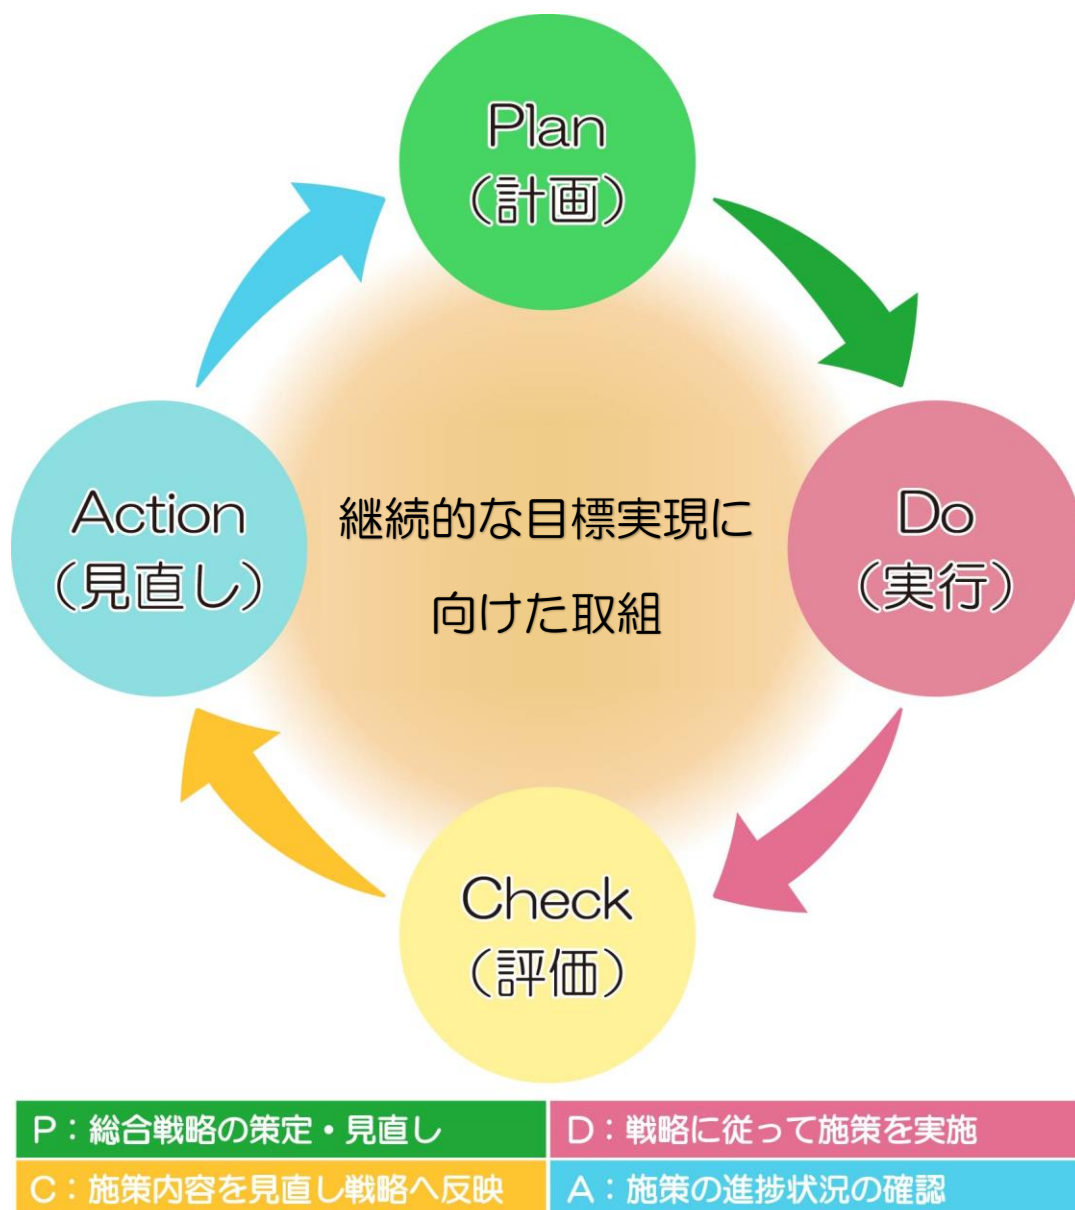 Plan
（計画）
Action
（見直し）
継続的な目標実現に
向けた取組
Do
（実行）
Check
（評価）
P：総合戦略の策定・見直し
D：戦略に従って施策を実施
C：施策内容を見直し戦略へ反映
A：施策の進捗状況の確認